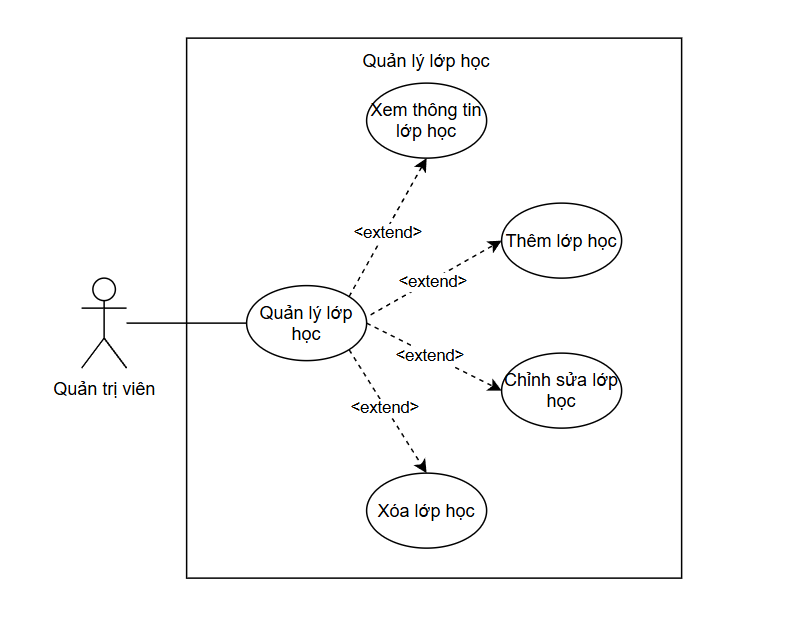 Quản lý lớp học
Xem thông tin
lớp học
<extend>
Thêm lớp học
<extend>
Quản lý lớp
học
<extend>
Chỉnh sửa lớp
học
Quản trị viên
<extend>
Xóa lớp học